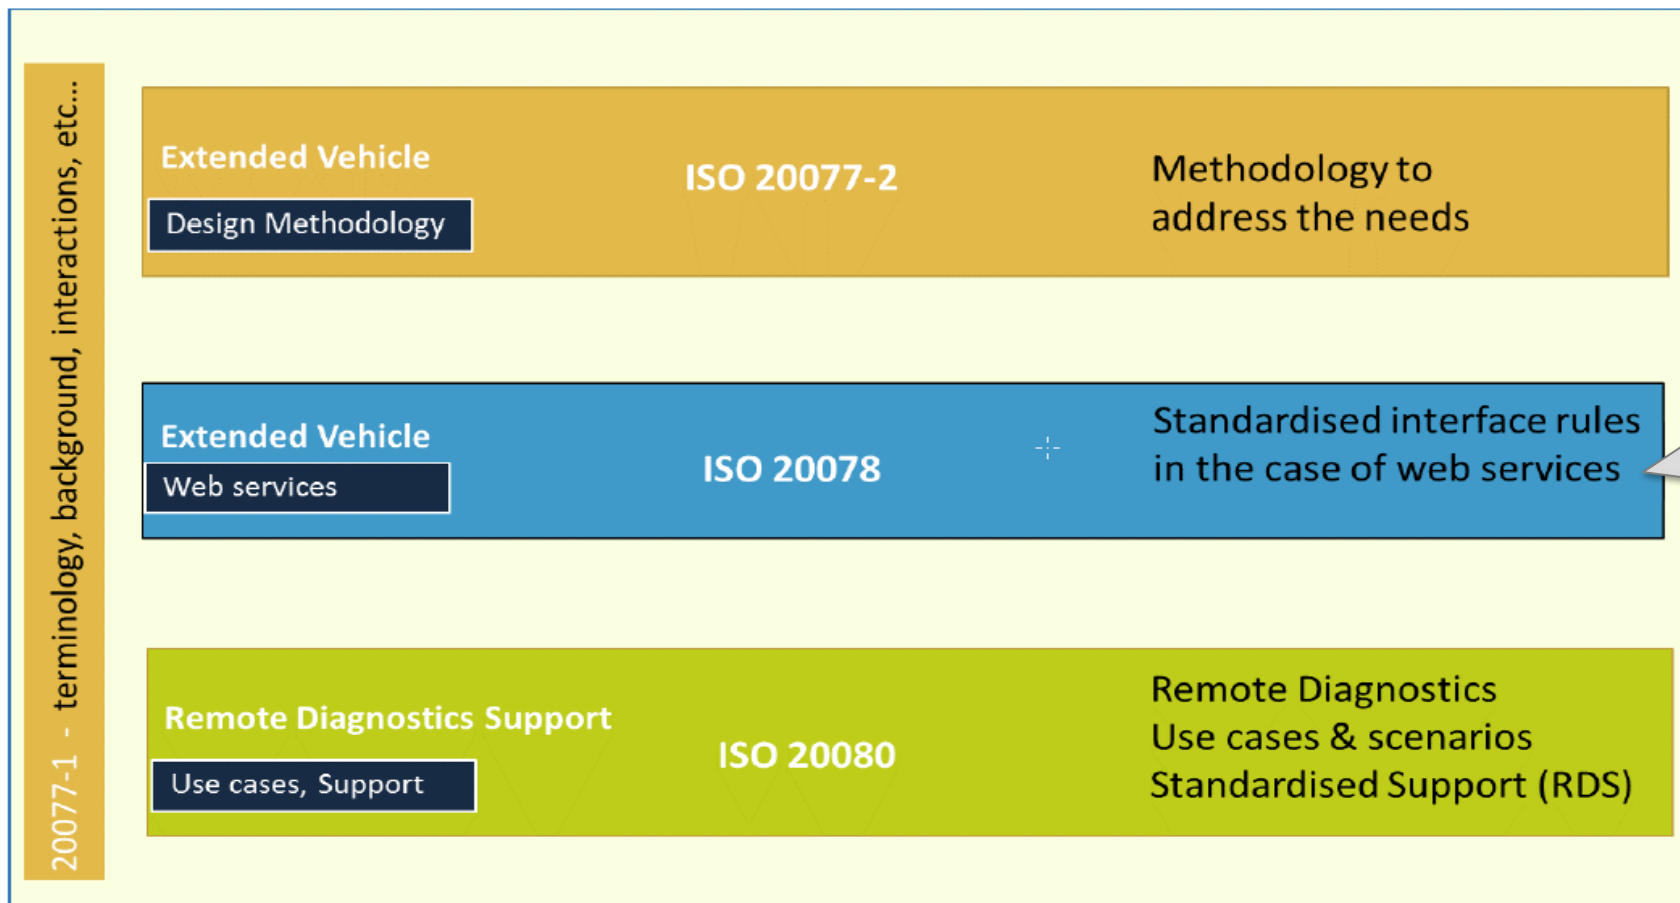 20077-1 - terminology, background, interactions, etc...
Extended Vehicle
Design Methodology
ISO 20077-2
Methodology to
address the needs
Extended Vehicle
Web services
ISO 20078
Standardised interface rules
in the case of web services
Remote Diagnostics Support
Use cases, Support
ISO 20080
Remote Diagnostics
Use cases & scenarios
Standardised Support (RDS)